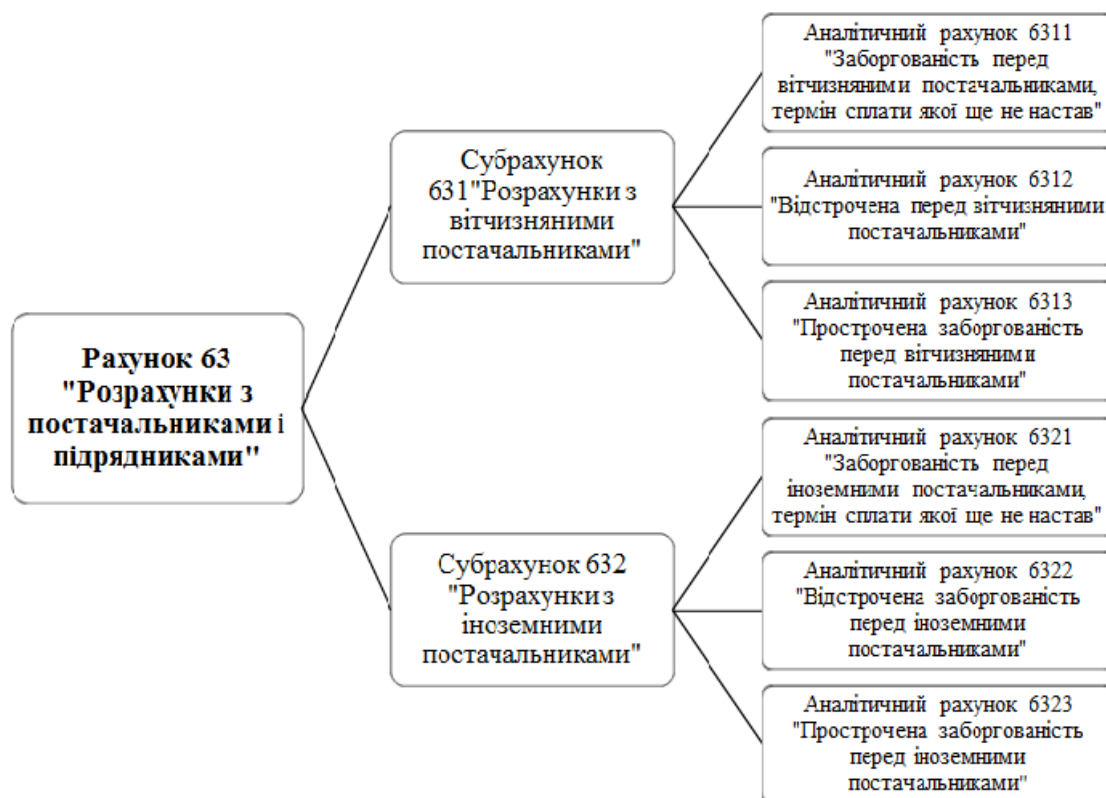 Рахунок 63
"Розрахунки з
постачальниками і
підрядниками"
Субрахунок
631"Розрахунки з
вітчизняними
постачальниками"
Аналітичний рахунок 6311
"Заборгованість перед
вітчизняними постачальниками,
термін сплати якої ще не настав"
Аналітичний рахунок 6312
"Відстрочена перед вітчизняними
постачальниками"
Аналітичний рахунок 6313
"Прострочена заборгованість
перед вітчизняними
постачальниками"
Субрахунок 632
"Розрахунки з
іноземними
постачальниками"
Аналітичний рахунок 6321
"Заборгованість перед
іноземними постачальниками,
термін сплати якої ще не настав"
Аналітичний рахунок 6322
"Відстрочена заборгованість
перед іноземними
постачальниками"
Аналітичний рахунок 6323
"Прострочена заборгованість
перед іноземними
постачальниками"